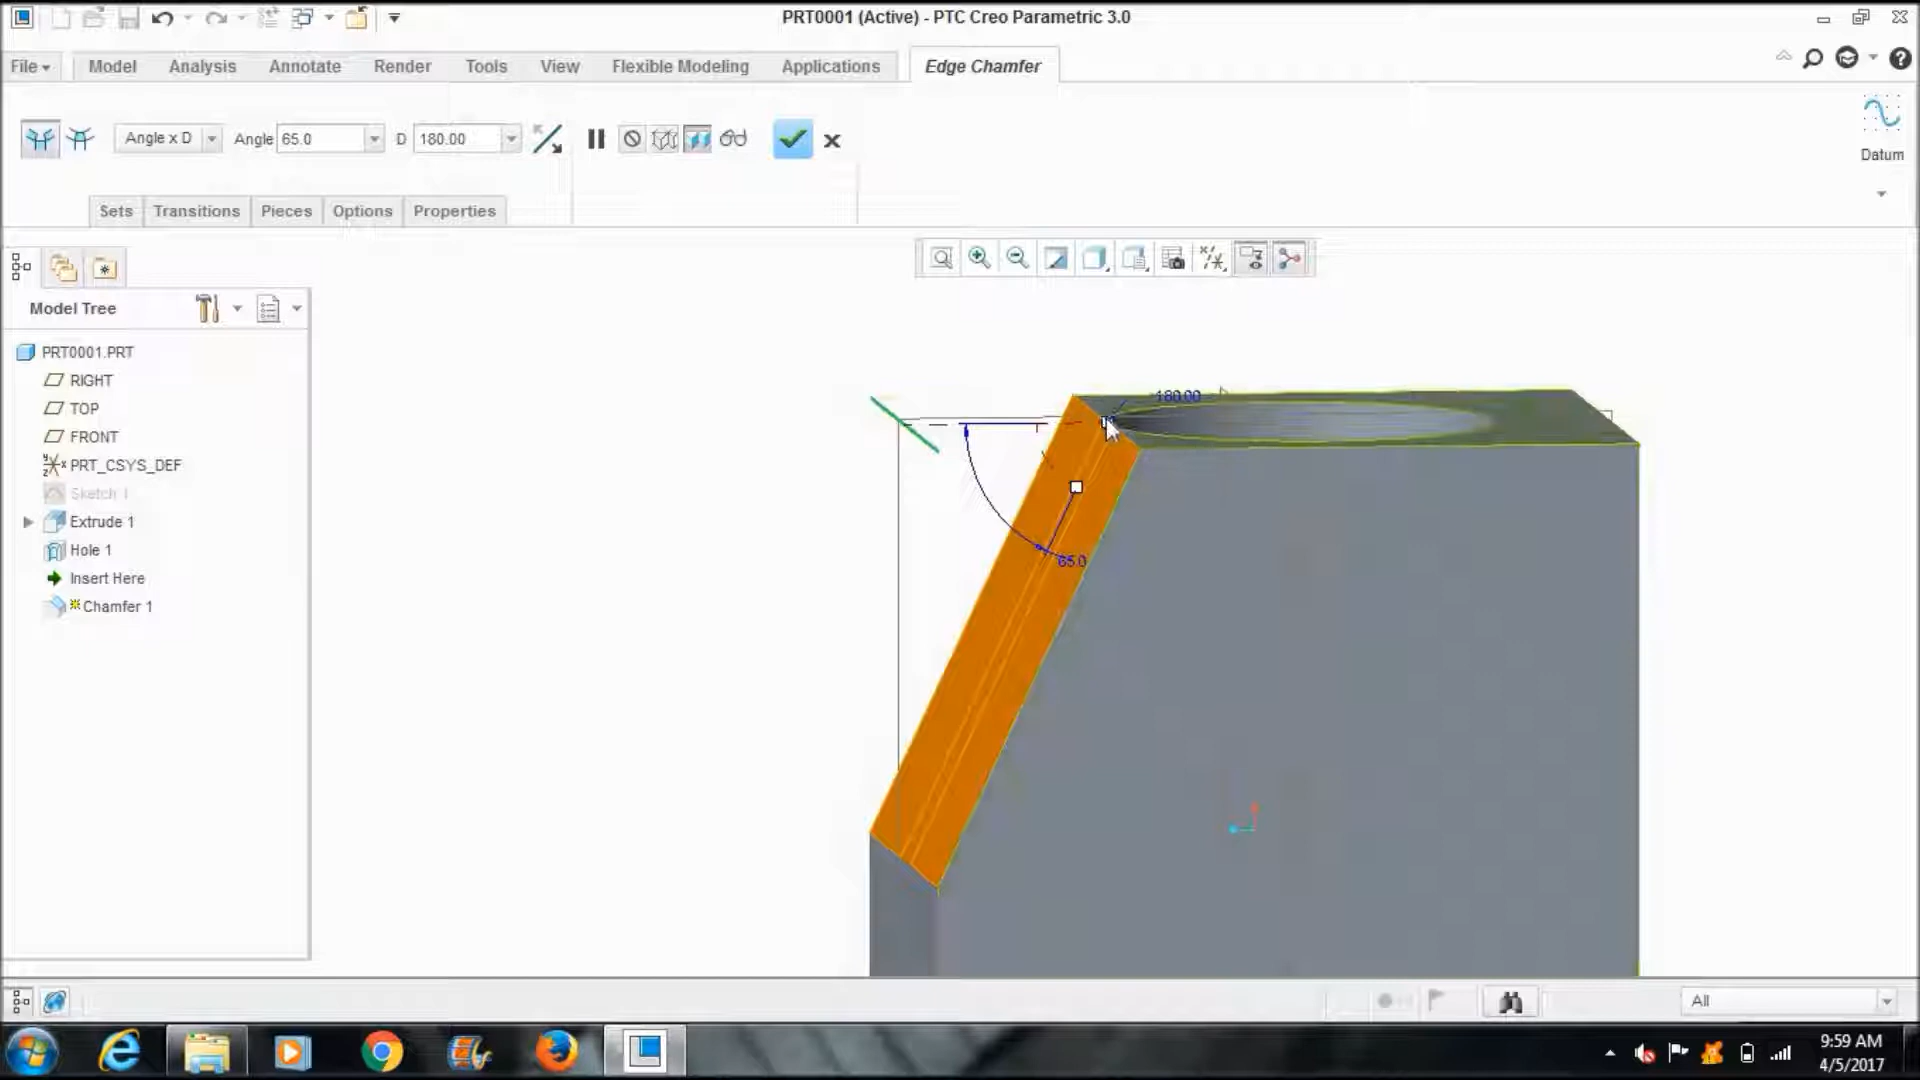 PRT0001 (Active) - PTC Creo Parametric 3.0
File Model Analysis Annotate Render Tools View Flexible Modeling Applications Edge Chamfer
Angle x D Angle 65.0 D 180.00
Datum
Sets Transitions Pieces Options Properties
Model Tree
PRT0001.PRT
RIGHT
TOP
FRONT
PRT_CSYS_DEF
Sketch 1
Extrude 1
Hole 1
Insert Here
Chamfer 1
180.00
65.0
All
9:59 AM
4/5/2017